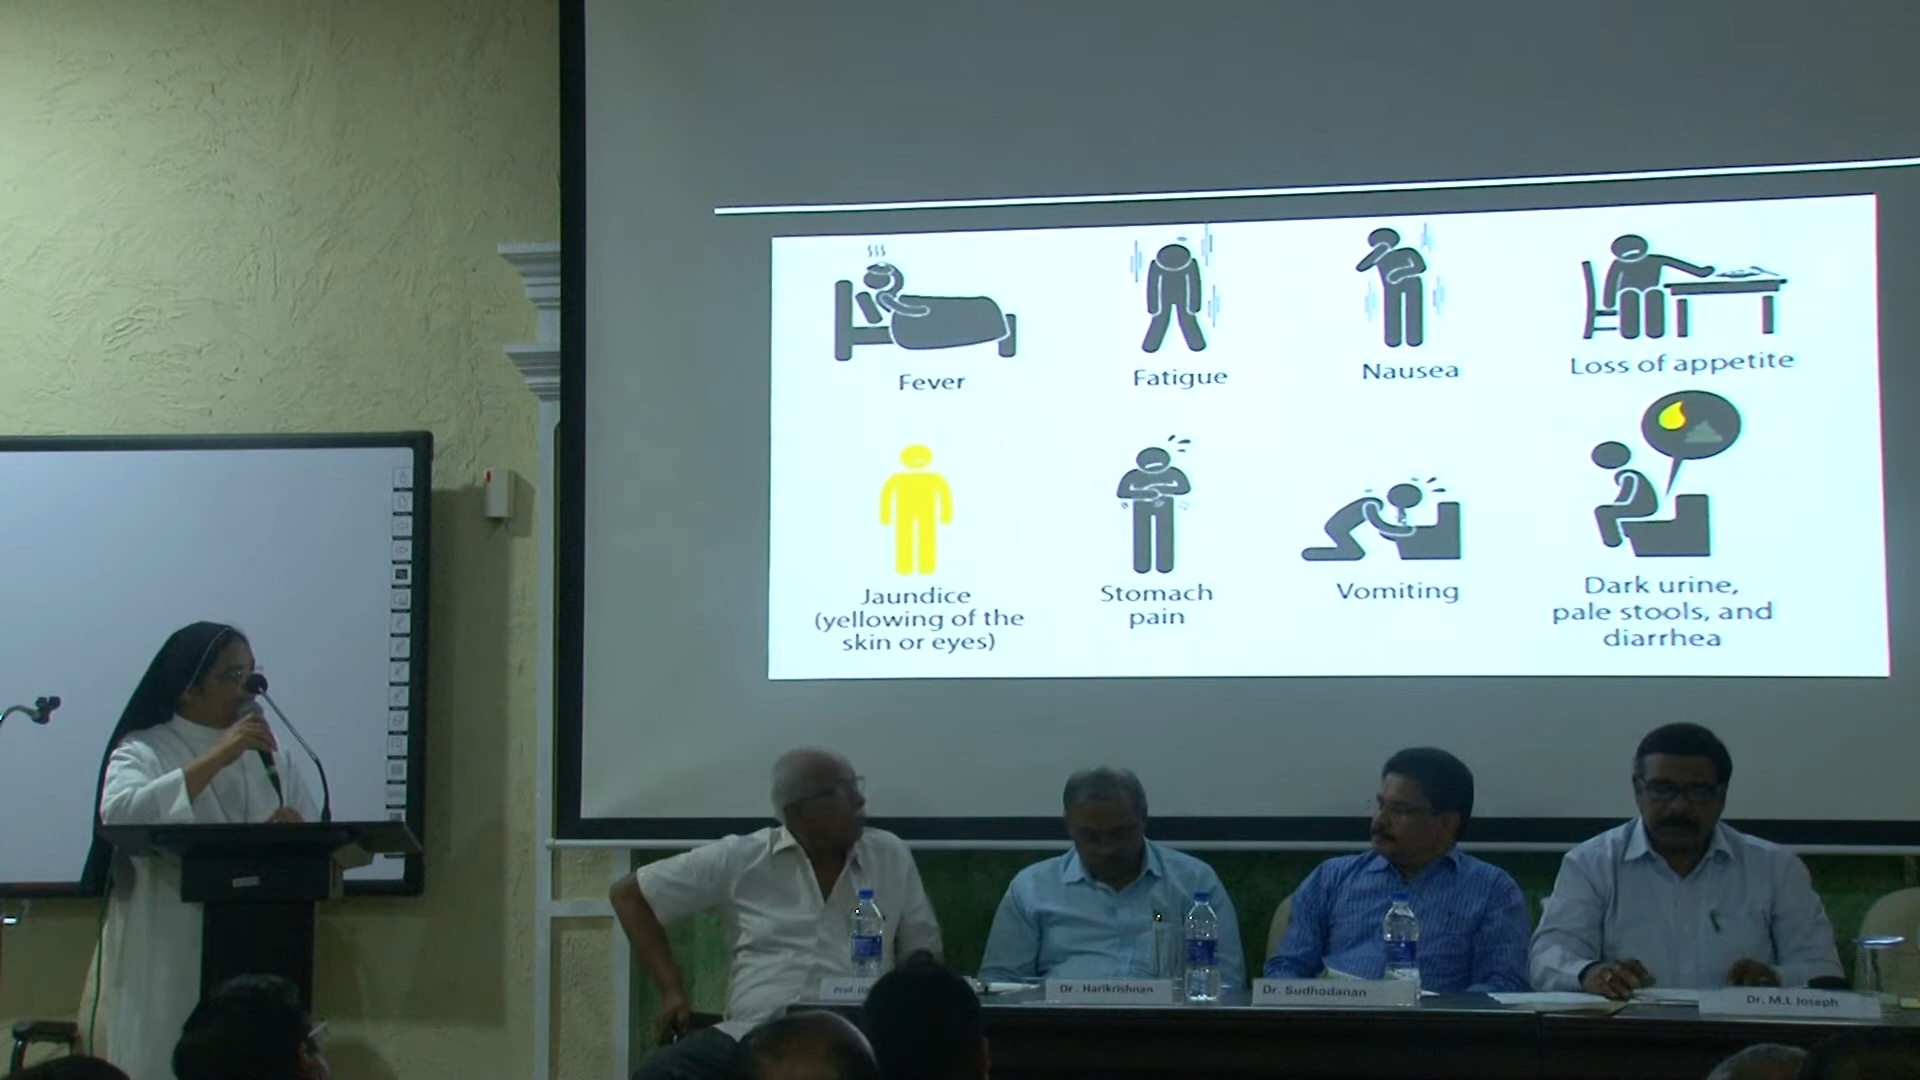 Fever
Fatigue
Nausea
Loss of appetite
Jaundice
(yellowing of the
skin or eyes)
Stomach
pain
Vomiting
Dark urine,
pale stools, and
diarrhea
Prof.
Dr. Harikrishnan
Dr. Sudhodanan
Dr. M.L Joseph